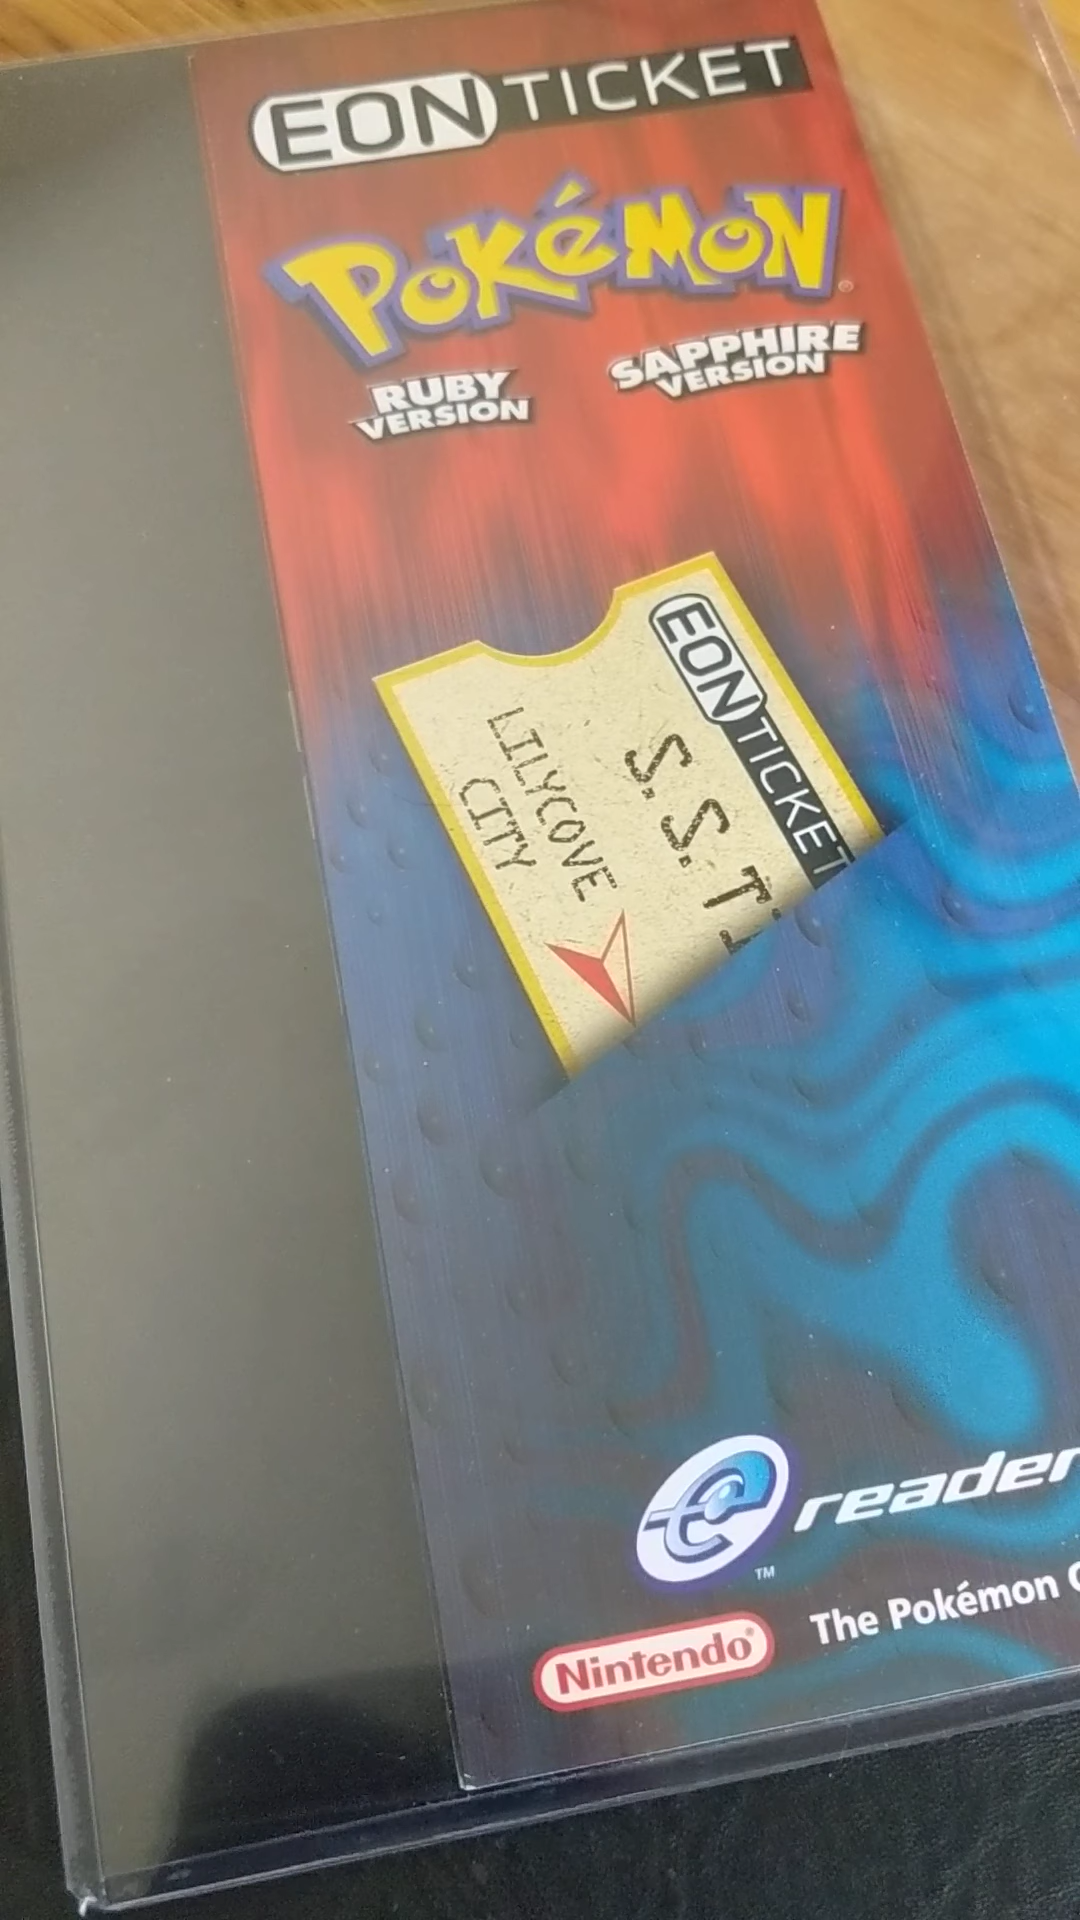 EON TICKET
Pokémon®
RUBY VERSION
SAPPHIRE VERSION
EON TICKET
S.S.T.
LILYCOVE
CITY
e reader
TM
Nintendo®
The Pokémon